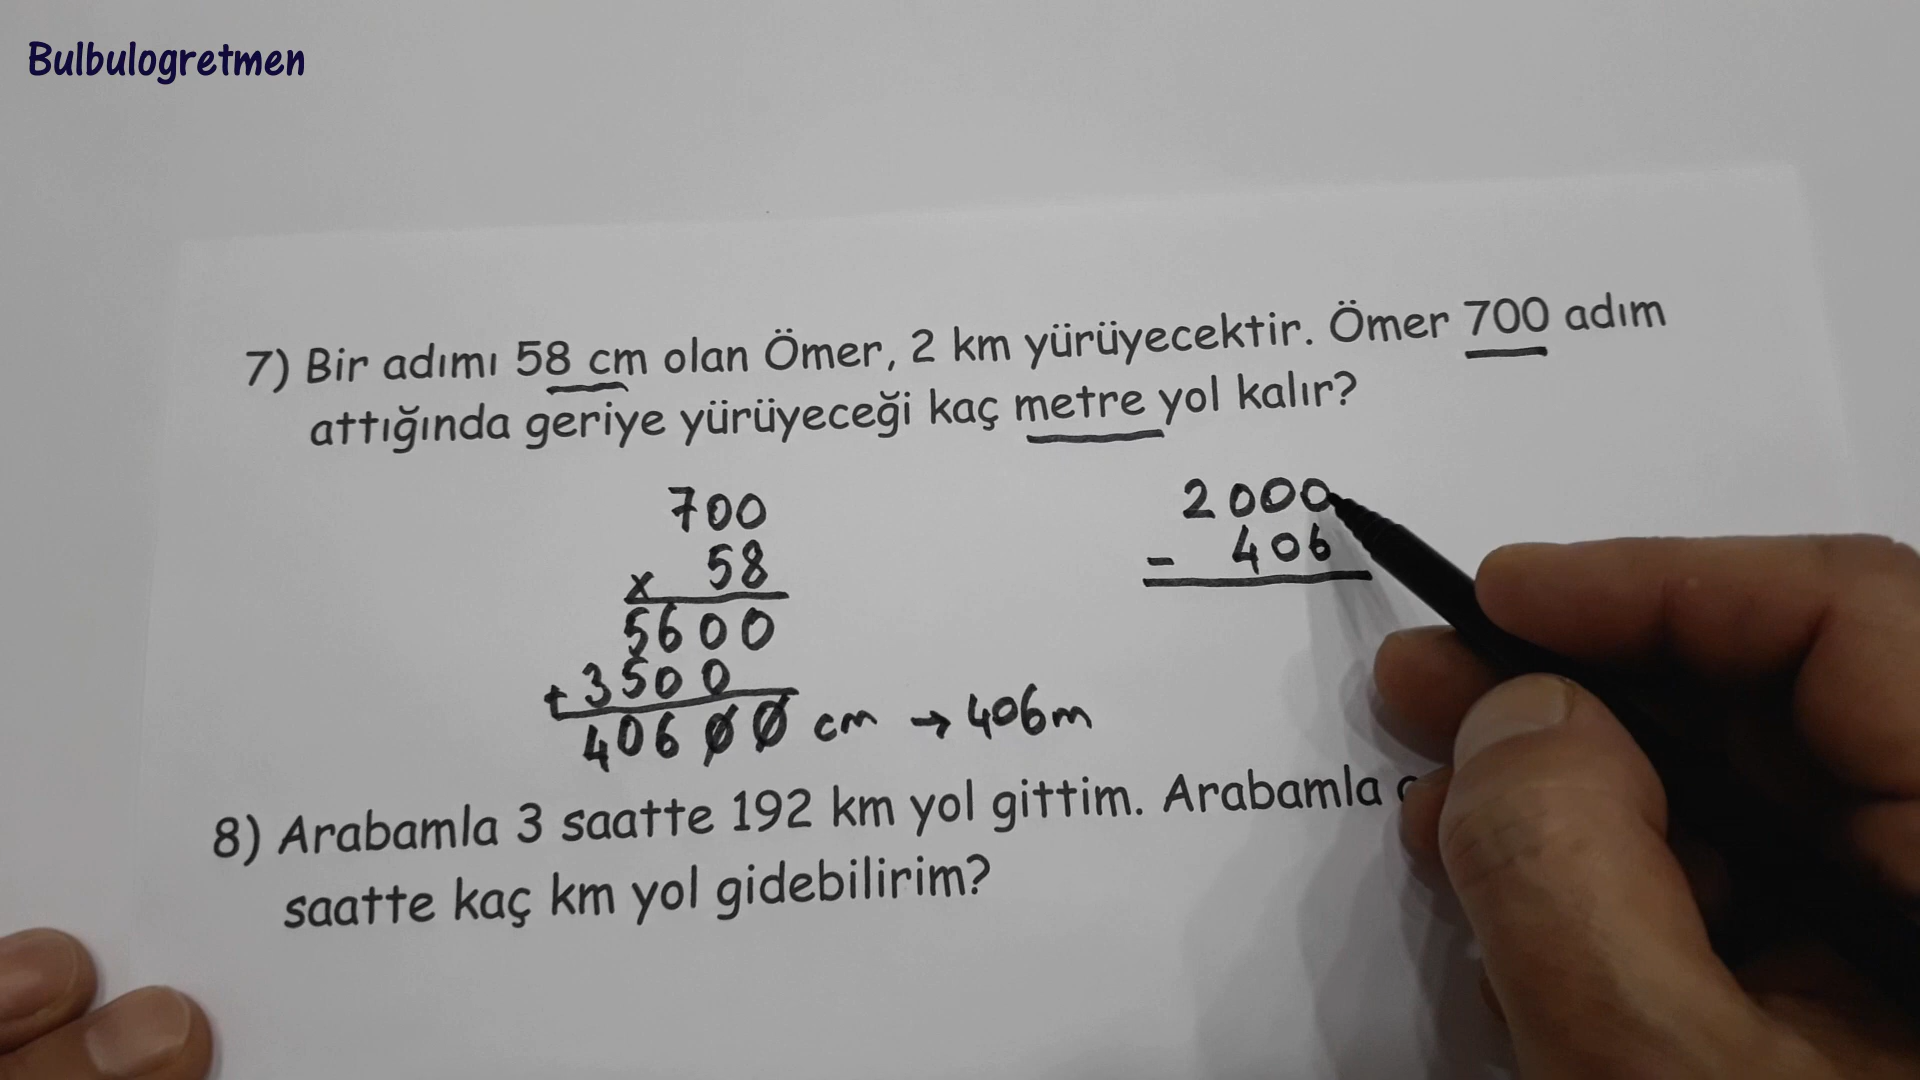 Bulbulogretmen
7) Bir adımı 58 cm olan Ömer, 2 km yürüyecektir. Ömer 700 adım
attığında geriye yürüyeceği kaç metre yol kalır?
700
x 58
5600
+ 3500
40600 cm → 406m
2000
- 406
8) Arabamla 3 saatte 192 km yol gittim. Arabamla
saatte kaç km yol gidebilirim?